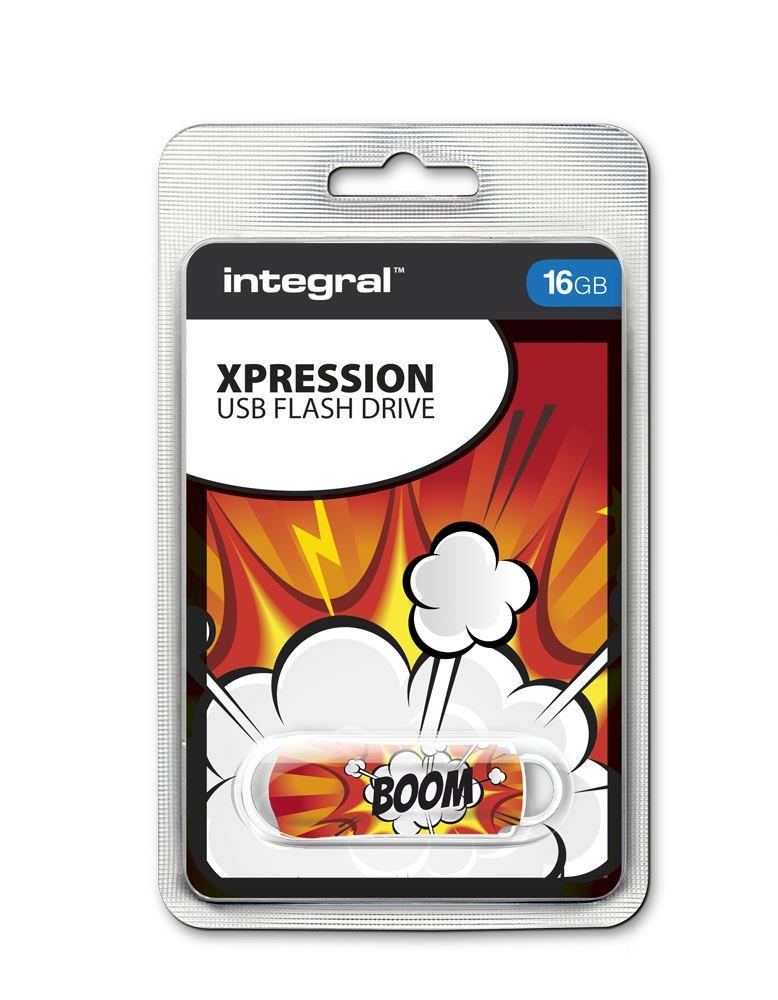 integral™
16GB
XPRESSION
USB FLASH DRIVE
BOOM